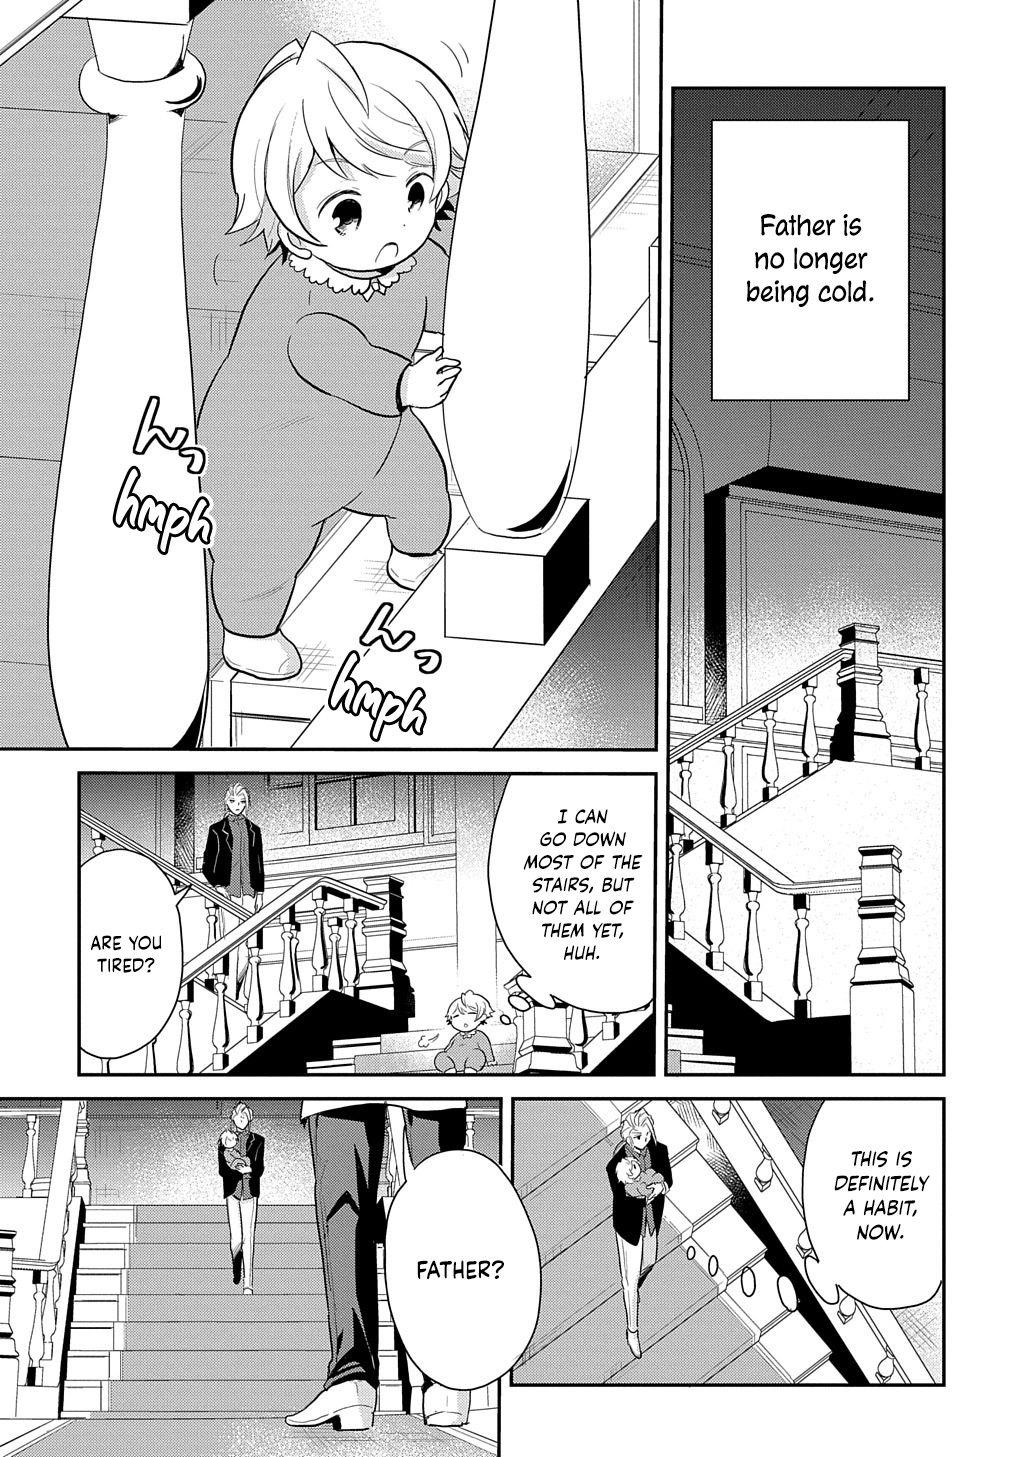 Father is
no longer
being cold.
んっ
hmph
んっ
hmph
I CAN
GO DOWN
MOST OF THE
STAIRS, BUT
NOT ALL OF
THEM YET,
HUH.
ARE YOU
TIRED?
THIS IS
DEFINITELY
A HABIT,
NOW.
FATHER?